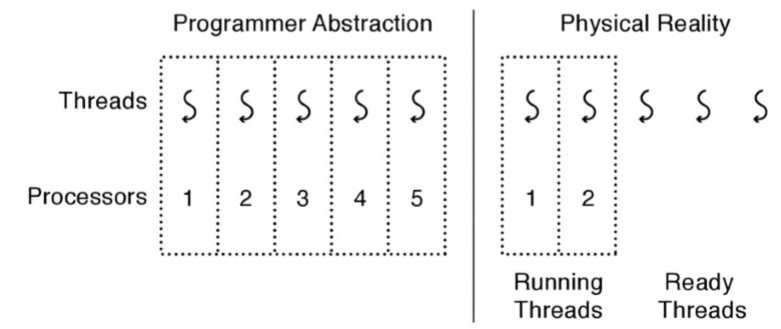 Programmer Abstraction
Physical Reality
Threads
Processors
1 2 3 4 5
1 2
Running
Threads
Ready
Threads